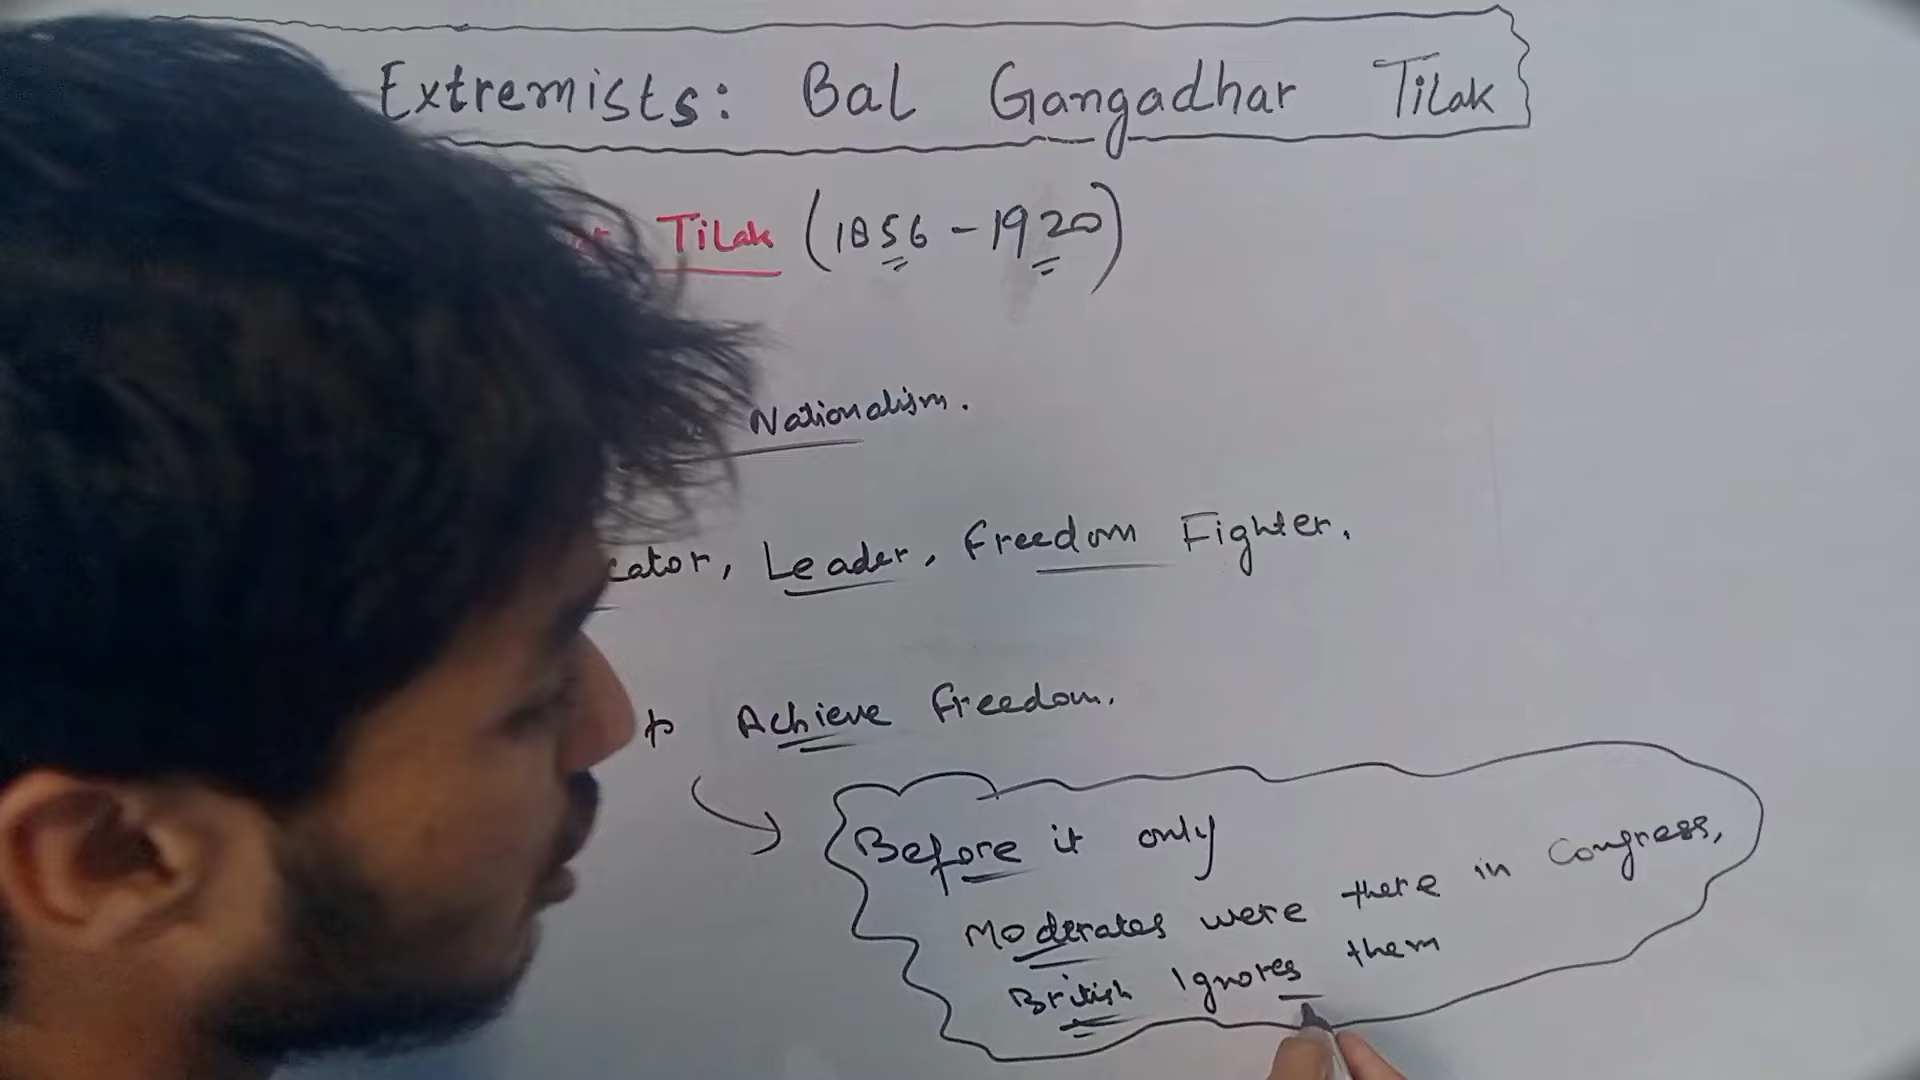 Extremists: Bal Gangadhar Tilak
Tilak (1856 - 1920)
Nationalism.
cator, Leader, Freedom Fighter.
to Achieve Freedom.
Before it only
Moderates were there in Congress,
British Ignores them